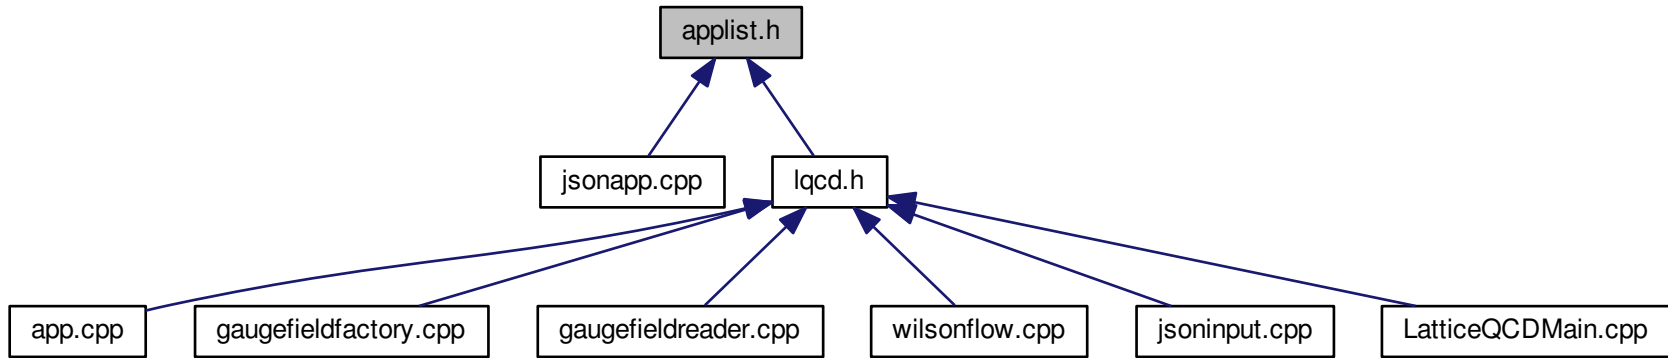 applist.h
jsonapp.cpp
lqcd.h
app.cpp
gaugefieldfactory.cpp
gaugefieldreader.cpp
wilsonflow.cpp
jsoninput.cpp
LatticeQCDMain.cpp